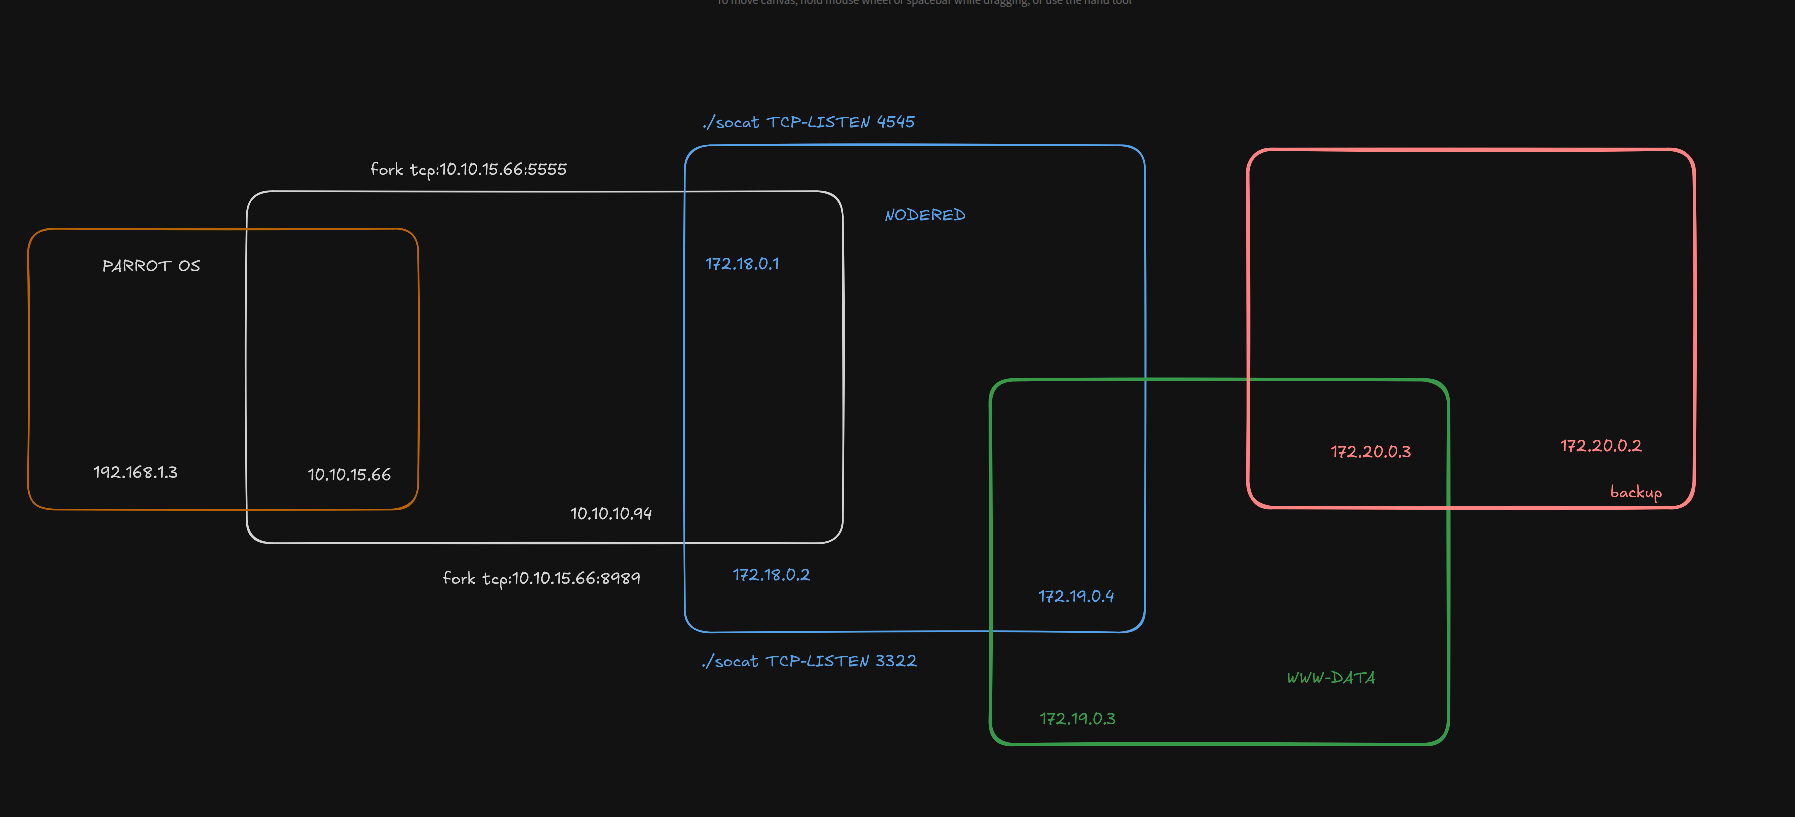 To move canvas, hold mouse wheel or spacebar while dragging, or use the hand tool
./socat TCP-LISTEN 4545
fork tcp:10.10.15.66:5555
NODERED
PARROT OS
172.18.0.1
192.168.1.3
10.10.15.66
10.10.10.94
172.20.0.3
172.20.0.2
backup
fork tcp:10.10.15.66:8989
172.18.0.2
172.19.0.4
./socat TCP-LISTEN 3322
WWW-DATA
172.19.0.3